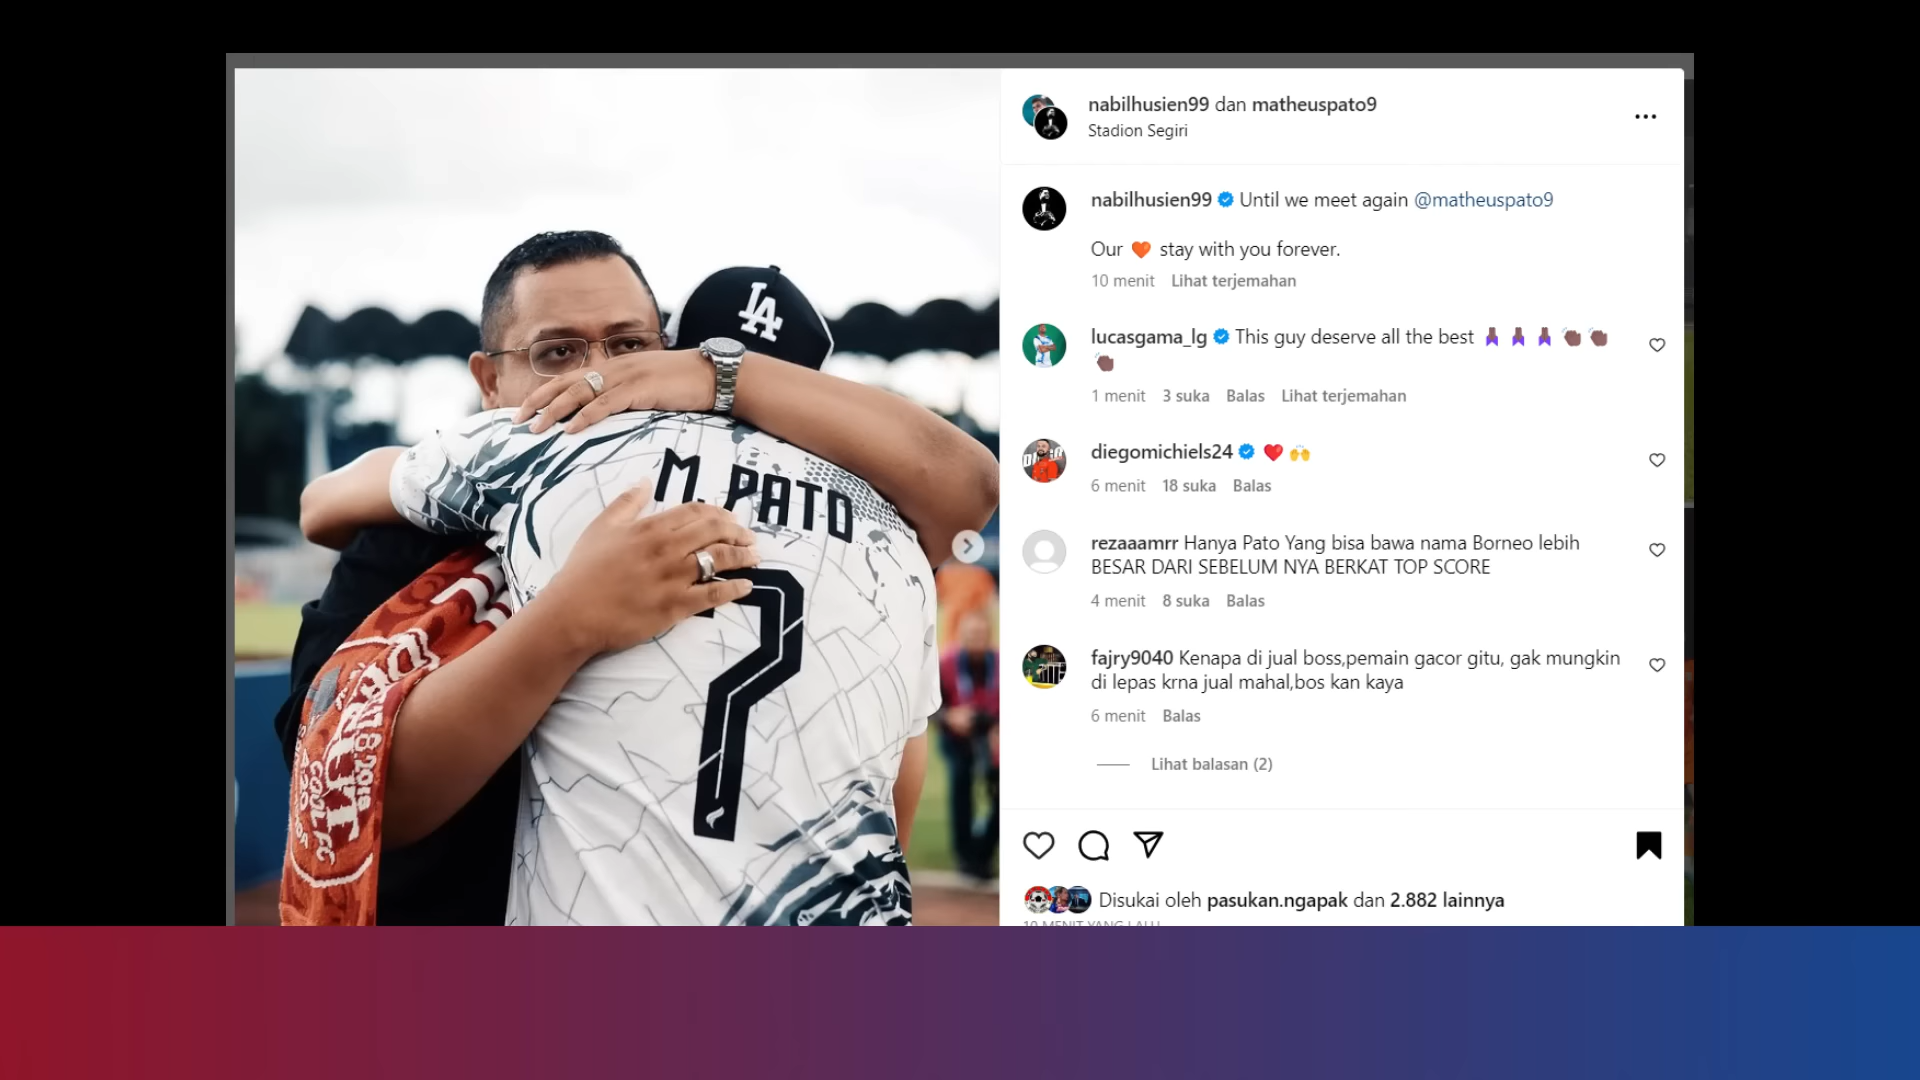 nabilhusien99 dan matheuspato9
Stadion Segiri
nabilhusien99 Until we meet again @matheuspato9
Our 🧡 stay with you forever.
10 menit Lihat terjemahan
lucasgama_lg This guy deserve all the best
1 menit 3 suka Balas Lihat terjemahan
diegomichiels24 ❤️ 🙌
6 menit 18 suka Balas
rezaaamrr Hanya Pato Yang bisa bawa nama Borneo lebih
BESAR DARI SEBELUM NYA BERKAT TOP SCORE
4 menit 8 suka Balas
fajry9040 Kenapa di jual boss,pemain gacor gitu, gak mungkin
di lepas krna jual mahal,bos kan kaya
6 menit Balas
Lihat balasan (2)
Disukai oleh pasukan.ngapak dan 2.882 lainnya
10 MENIT YANG LALU
LA
M. PATO
7